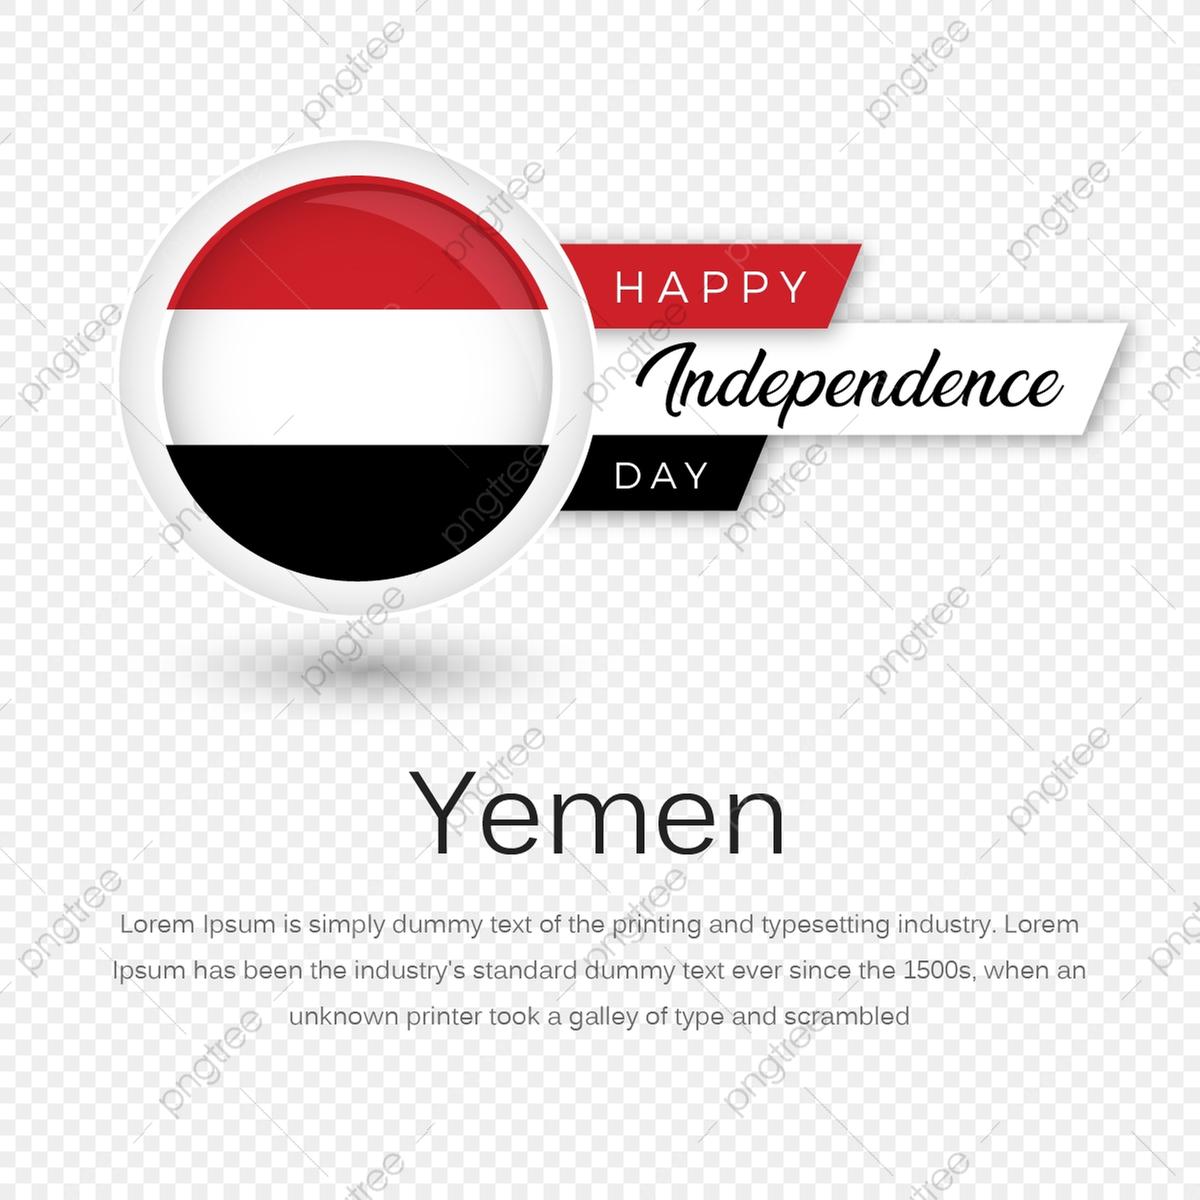 HAPPY
Independence
DAY
Yemen
Lorem Ipsum is simply dummy text of the printing and typesetting industry. Lorem
Ipsum has been the industry's standard dummy text ever since the 1500s, when an
unknown printer took a galley of type and scrambled
pngtree